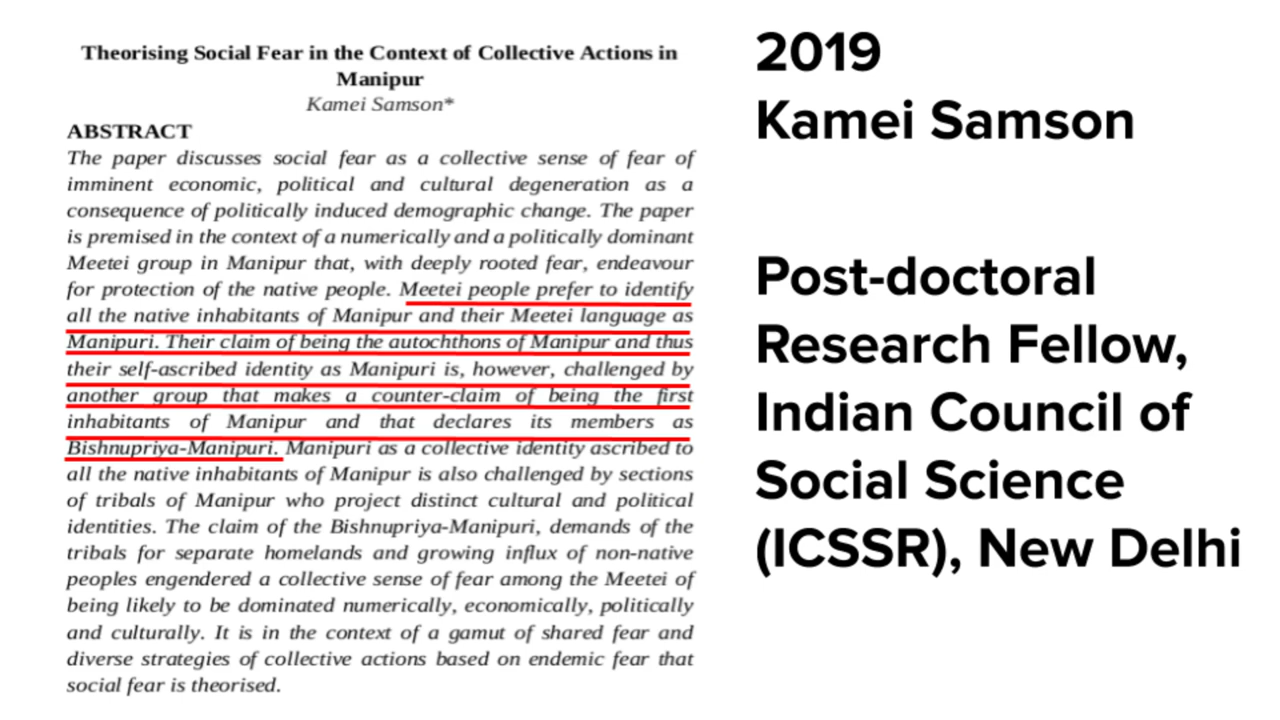 Theorising Social Fear in the Context of Collective Actions in
Manipur
Kamei Samson*
ABSTRACT
The paper discusses social fear as a collective sense of fear of
imminent economic, political and cultural degeneration as a
consequence of politically induced demographic change. The paper
is premised in the context of a numerically and a politically dominant
Meetei group in Manipur that, with deeply rooted fear, endeavour
for protection of the native people. Meetei people prefer to identify
all the native inhabitants of Manipur and their Meetei language as
Manipuri. Their claim of being the autochthons of Manipur and thus
their self-ascribed identity as Manipuri is, however, challenged by
another group that makes a counter-claim of being the first
inhabitants of Manipur and that declares its members as
Bishnupriya-Manipuri. Manipuri as a collective identity ascribed to
all the native inhabitants of Manipur is also challenged by sections
of tribals of Manipur who project distinct cultural and political
identities. The claim of the Bishnupriya-Manipuri, demands of the
tribals for separate homelands and growing influx of non-native
peoples engendered a collective sense of fear among the Meetei of
being likely to be dominated numerically, economically, politically
and culturally. It is in the context of a gamut of shared fear and
diverse strategies of collective actions based on endemic fear that
social fear is theorised.
2019
Kamei Samson
Post-doctoral
Research Fellow,
Indian Council of
Social Science
(ICSSR), New Delhi